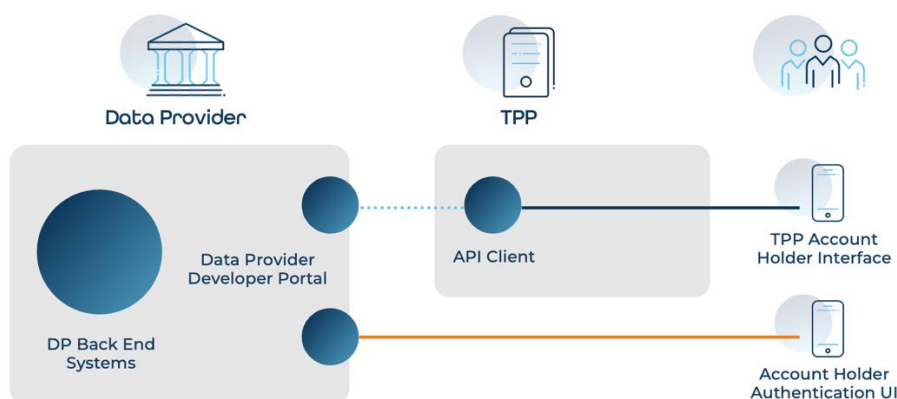 Data Provider
TPP
Data Provider
Developer Portal
DP Back End
Systems
API Client
TPP Account
Holder Interface
Account Holder
Authentication UI